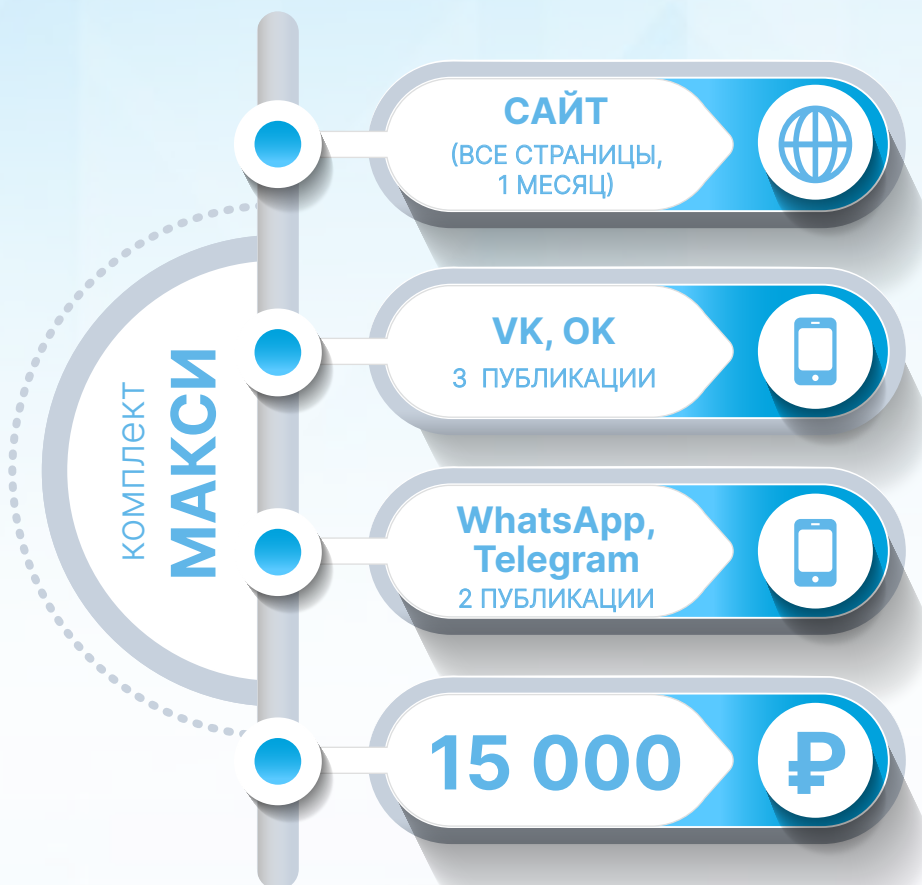 комплект
МАКСИ
САЙТ
(ВСЕ СТРАНИЦЫ,
1 МЕСЯЦ)
VK, OK
3 ПУБЛИКАЦИИ
WhatsApp,
Telegram
2 ПУБЛИКАЦИИ
15 000 ₽